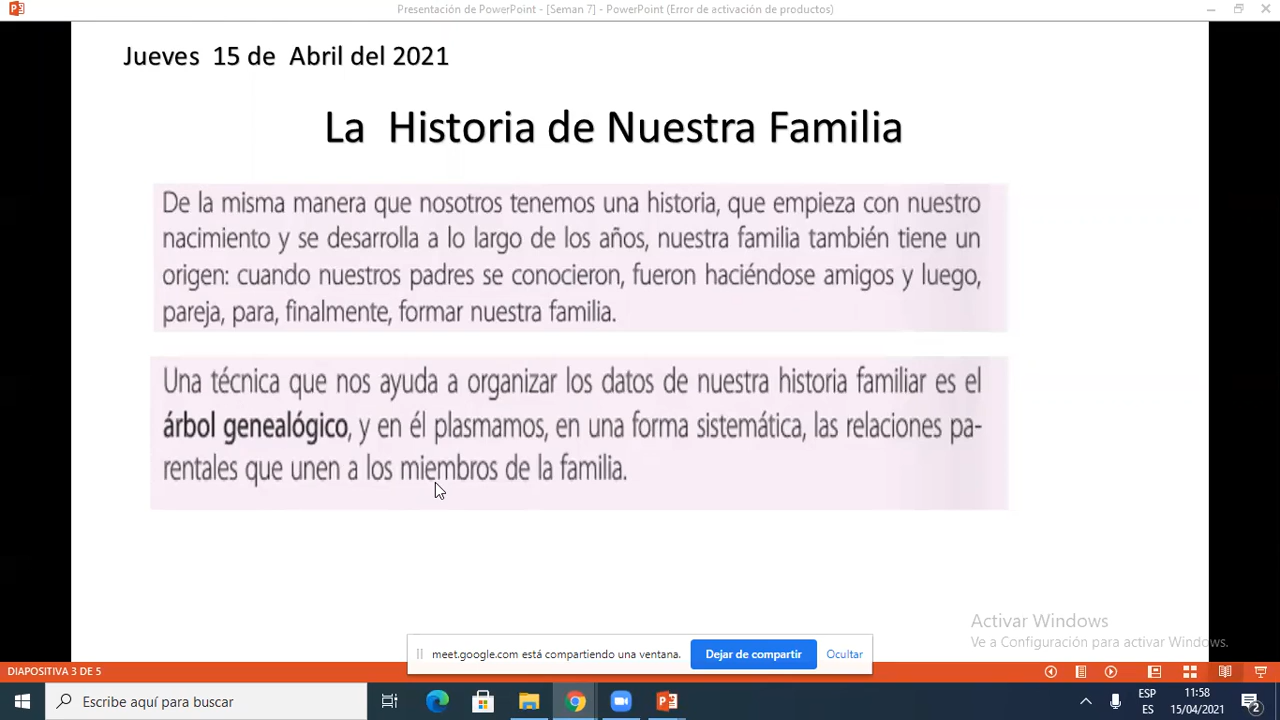 Presentación de PowerPoint - [Seman 7] - PowerPoint (Error de activación de productos)
Jueves 15 de Abril del 2021
La Historia de Nuestra Familia
De la misma manera que nosotros tenemos una historia, que empieza con nuestro
nacimiento y se desarrolla a lo largo de los años, nuestra familia también tiene un
origen: cuando nuestros padres se conocieron, fueron haciéndose amigos y luego,
pareja, para, finalmente, formar nuestra familia.
Una técnica que nos ayuda a organizar los datos de nuestra historia familiar es el
árbol genealógico, y en él plasmamos, en una forma sistemática, las relaciones pa-
rentales que unen a los miembros de la familia.
Activar Windows
Ve a Configuración para activar Windows.
meet.google.com está compartiendo una ventana.
Dejar de compartir
Ocultar
DIAPOSITIVA 3 DE 5
Escribe aquí para buscar
ESP
ES
11:58
15/04/2021
2